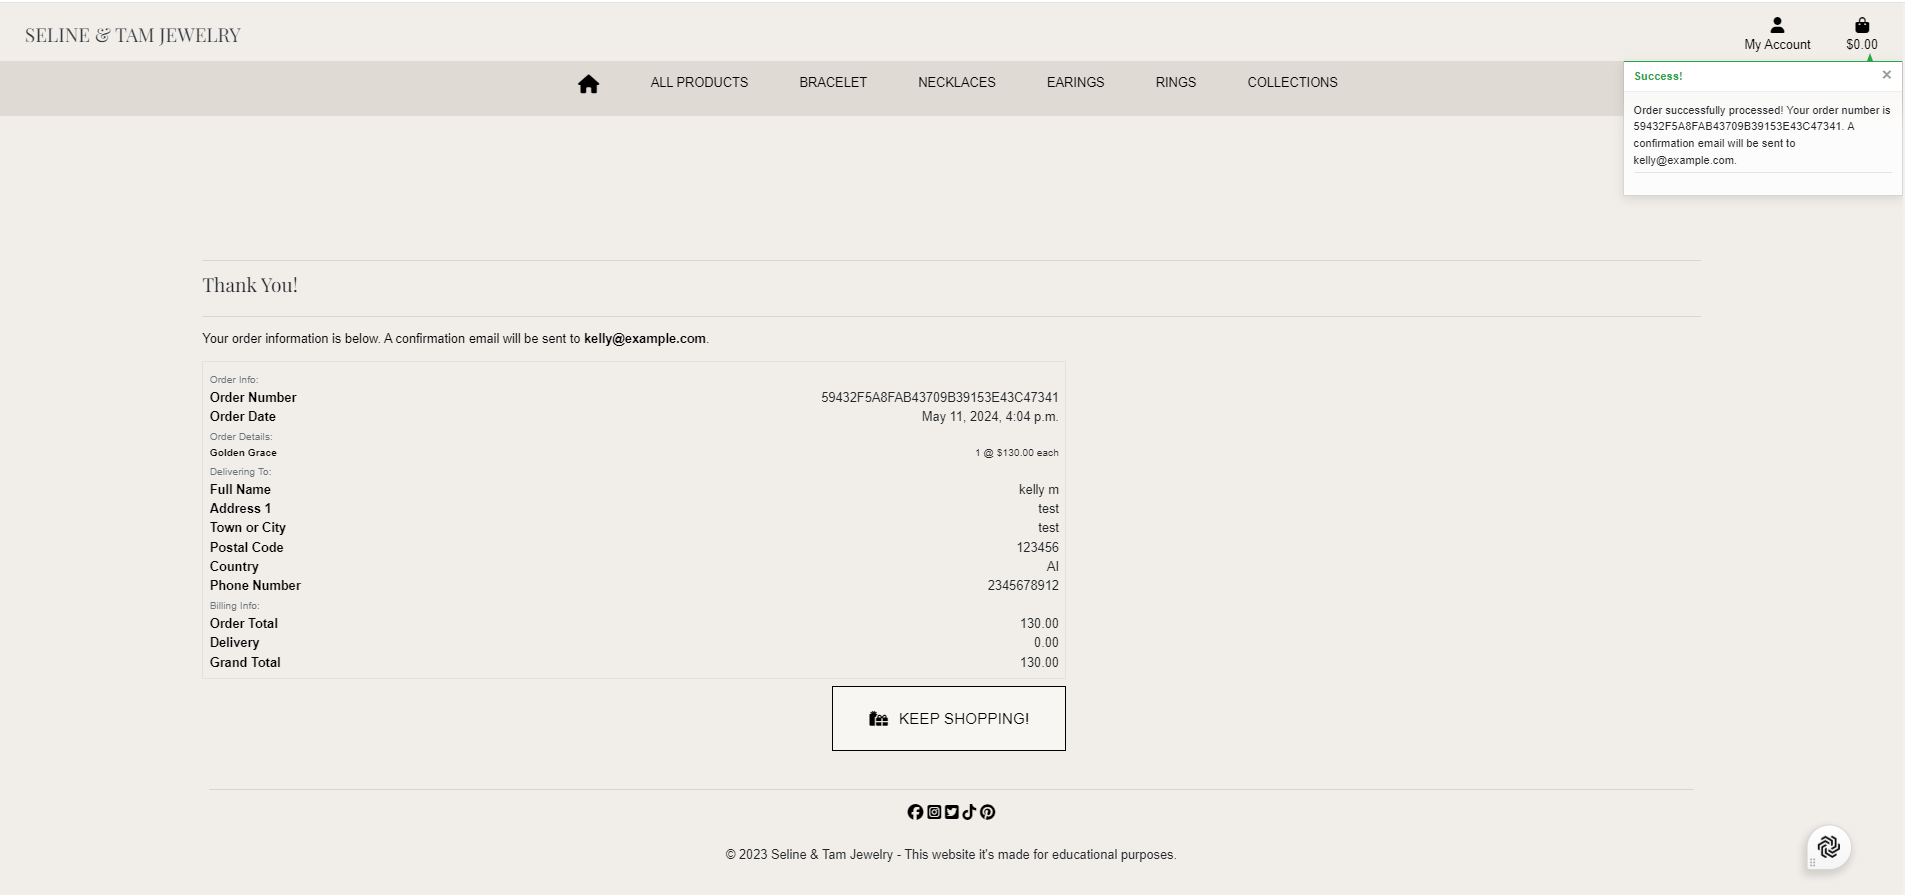 SELINE & TAM JEWELRY
My Account
$0.00
ALL PRODUCTS
BRACELET
NECKLACES
EARINGS
RINGS
COLLECTIONS
Success!
×
Order successfully processed! Your order number is
59432F5A8FAB43709B39153E43C47341. A
confirmation email will be sent to
kelly@example.com.
Thank You!
Your order information is below. A confirmation email will be sent to kelly@example.com.
Order Info:
Order Number 59432F5A8FAB43709B39153E43C47341
Order Date May 11, 2024, 4:04 p.m.
Order Details:
Golden Grace 1 @ $130.00 each
Delivering To:
Full Name kelly m
Address 1 test
Town or City test
Postal Code 123456
Country AI
Phone Number 2345678912
Billing Info:
Order Total 130.00
Delivery 0.00
Grand Total 130.00
KEEP SHOPPING!
© 2023 Seline & Tam Jewelry - This website it's made for educational purposes.